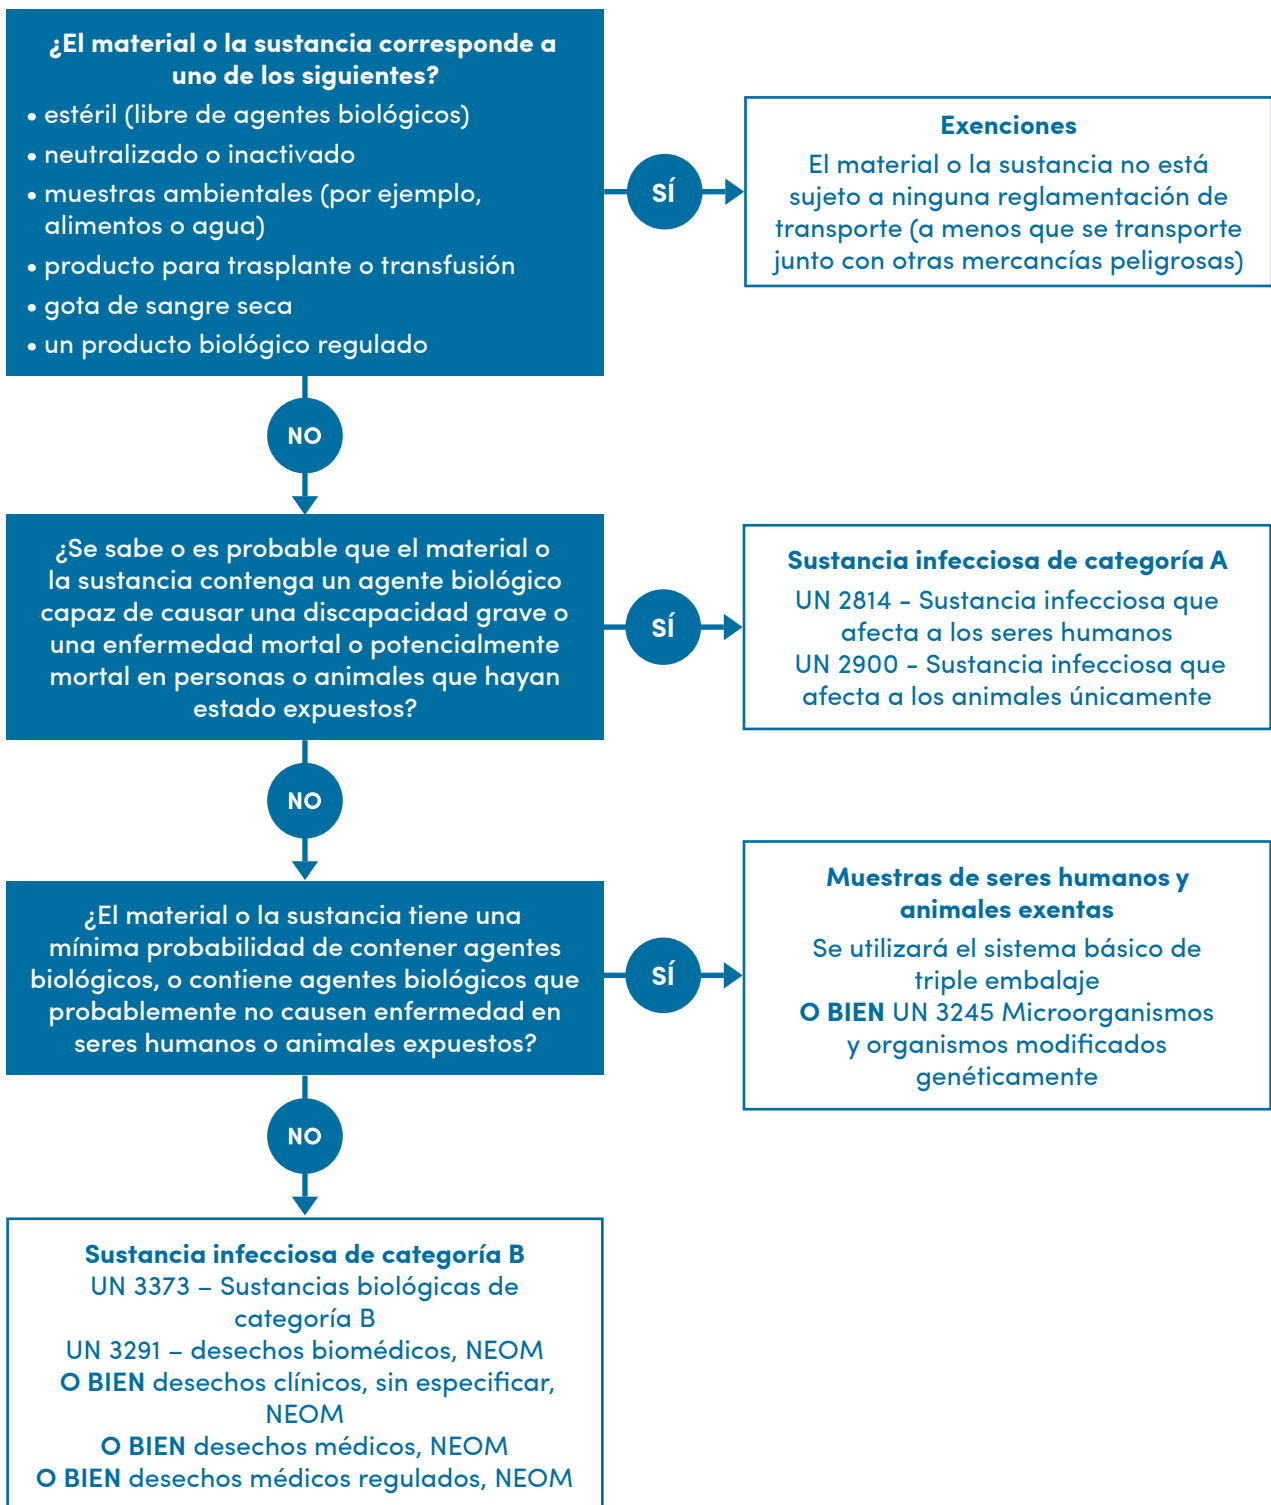 ¿El material o la sustancia corresponde a
uno de los siguientes?
• estéril (libre de agentes biológicos)
• neutralizado o inactivado
• muestras ambientales (por ejemplo,
alimentos o agua)
• producto para trasplante o transfusión
• gota de sangre seca
• un producto biológico regulado
SÍ
Exenciones
El material o la sustancia no está
sujeto a ninguna reglamentación de
transporte (a menos que se transporte
junto con otras mercancías peligrosas)
NO
¿Se sabe o es probable que el material o
la sustancia contenga un agente biológico
capaz de causar una discapacidad grave o
una enfermedad mortal o potencialmente
mortal en personas o animales que hayan
estado expuestos?
SÍ
Sustancia infecciosa de categoría A
UN 2814 - Sustancia infecciosa que
afecta a los seres humanos
UN 2900 - Sustancia infecciosa que
afecta a los animales únicamente
NO
¿El material o la sustancia tiene una
mínima probabilidad de contener agentes
biológicos, o contiene agentes biológicos que
probablemente no causen enfermedad en
seres humanos o animales expuestos?
SÍ
Muestras de seres humanos y
animales exentas
Se utilizará el sistema básico de
triple embalaje
O BIEN UN 3245 Microorganismos
y organismos modificados
genéticamente
NO
Sustancia infecciosa de categoría B
UN 3373 – Sustancias biológicas de
categoría B
UN 3291 – desechos biomédicos, NEOM
O BIEN desechos clínicos, sin especificar,
NEOM
O BIEN desechos médicos, NEOM
O BIEN desechos médicos regulados, NEOM